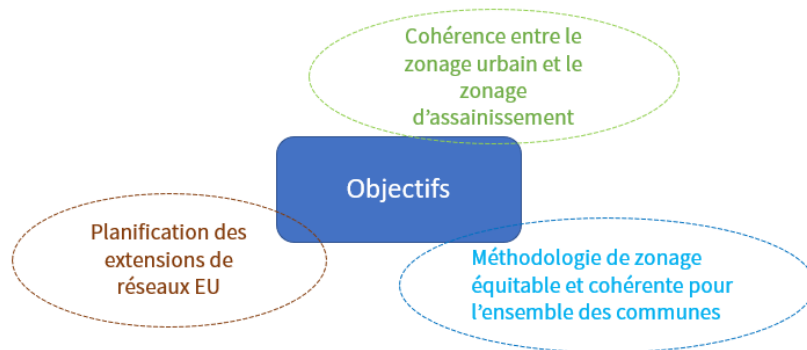 Cohérence entre le
zonage urbain et le
zonage
d'assainissement
Objectifs
Planification des
extensions de
réseaux EU
Méthodologie de zonage
équitable et cohérente pour
l'ensemble des communes